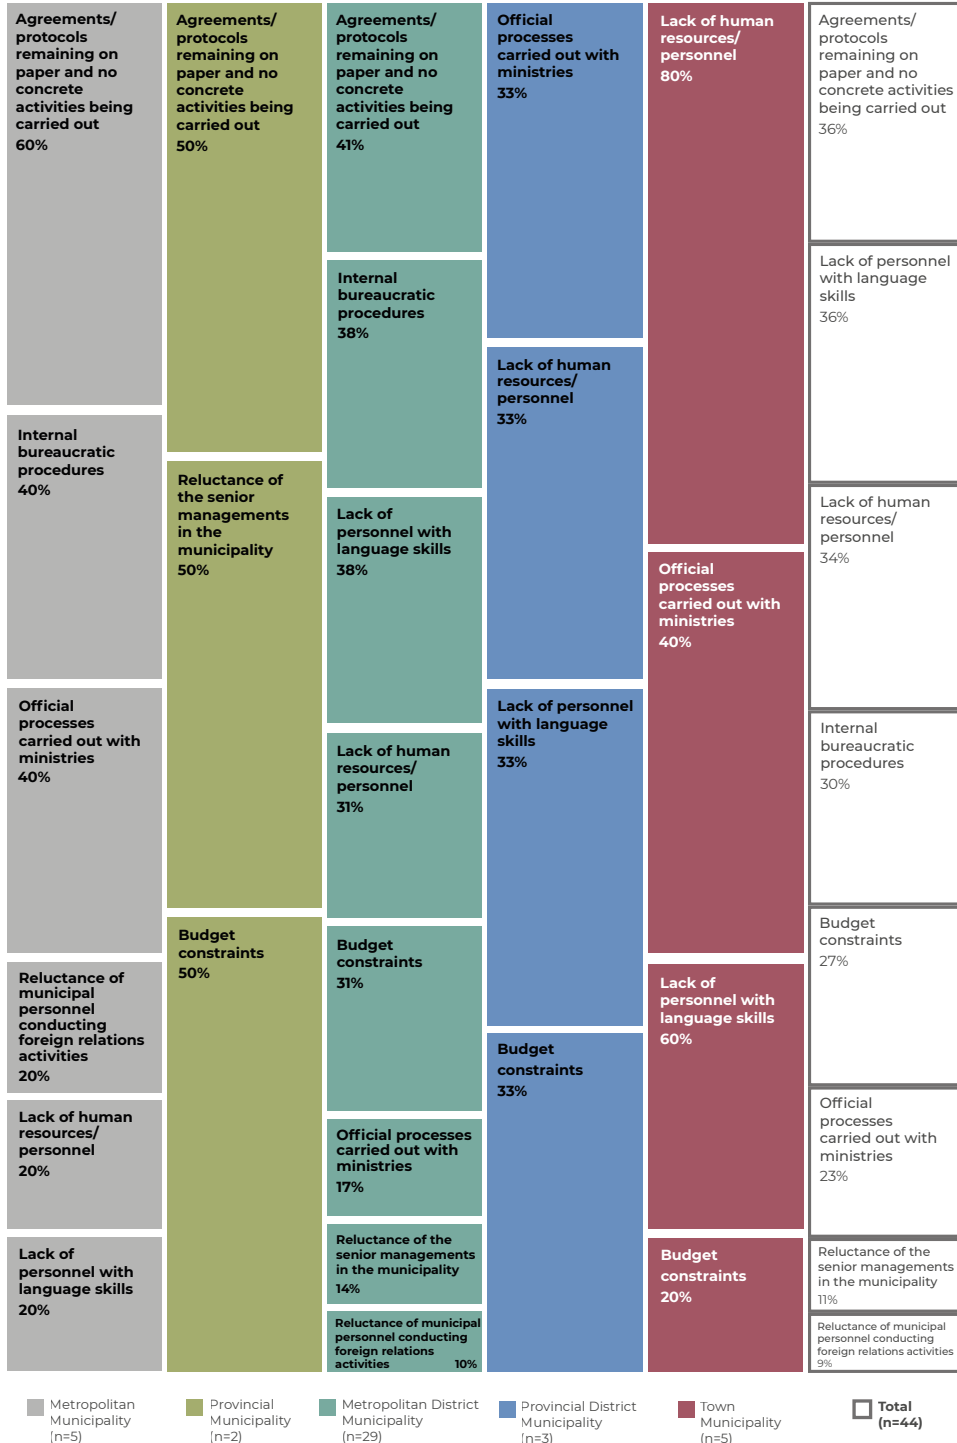 Agreements/
protocols
remaining on
paper and no
concrete
activities being
carried out
60%
Internal
bureaucratic
procedures
40%
Official
processes
carried out with
ministries
40%
Reluctance of
municipal
personnel
conducting
foreign relations
activities
20%
Lack of human
resources/
personnel
20%
Lack of
personnel with
language skills
20%
Agreements/
protocols
remaining on
paper and no
concrete
activities being
carried out
50%
Reluctance of
the senior
managements
in the
municipality
50%
Budget
constraints
50%
Agreements/
protocols
remaining on
paper and no
concrete
activities being
carried out
41%
Internal
bureaucratic
procedures
38%
Lack of
personnel with
language skills
38%
Lack of human
resources/
personnel
31%
Budget
constraints
31%
Official processes
carried out with
ministries
17%
Reluctance of the
senior managements
in the municipality
14%
Reluctance of municipal
personnel conducting
foreign relations
activities 10%
Official
processes
carried out with
ministries
33%
Lack of human
resources/
personnel
33%
Lack of personnel
with language
skills
33%
Budget
constraints
33%
Lack of human
resources/
personnel
80%
Official
processes
carried out with
ministries
40%
Lack of
personnel with
language skills
60%
Budget
constraints
20%
Agreements/
protocols
remaining on
paper and no
concrete activities
being carried out
36%
Lack of personnel
with language
skills
36%
Lack of human
resources/
personnel
34%
Internal
bureaucratic
procedures
30%
Budget
constraints
27%
Official
processes
carried out with
ministries
23%
Reluctance of the
senior managements
in the municipality
11%
Reluctance of municipal
personnel conducting
foreign relations activities
9%
Metropolitan
Municipality
(n=5)
Provincial
Municipality
(n=2)
Metropolitan District
Municipality
(n=29)
Provincial District
Municipality
(n=3)
Town
Municipality
(n=5)
Total
(n=44)